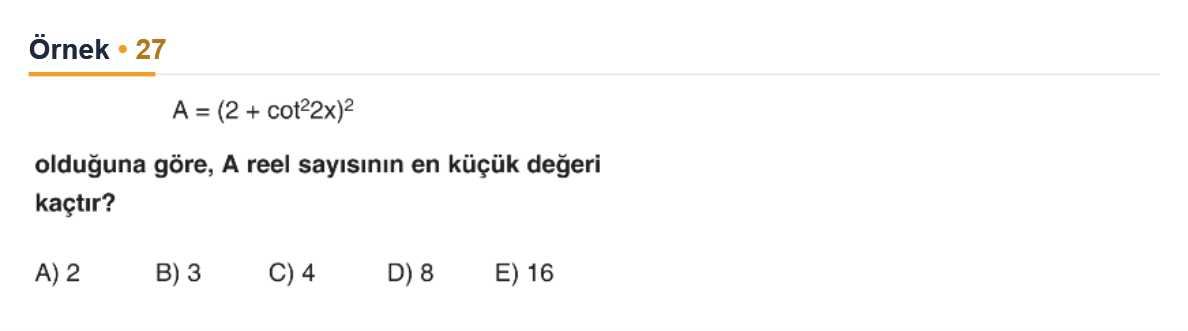 Örnek • 27
A = (2 + cot²2x)²
olduğuna göre, A reel sayısının en küçük değeri
kaçtır?
A) 2 B) 3 C) 4 D) 8 E) 16